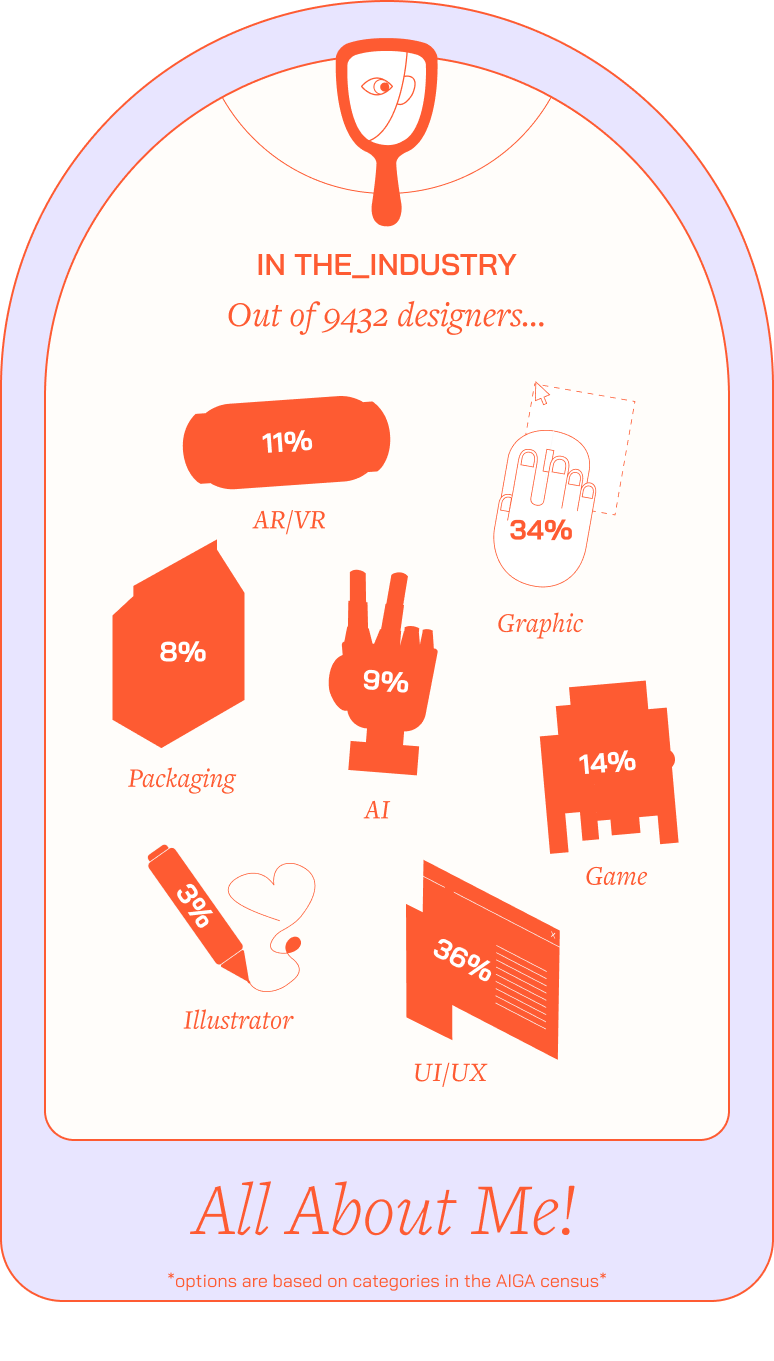 IN THE_INDUSTRY
Out of 9432 designers...
11%
AR/VR
34%
Graphic
8%
Packaging
9%
AI
14%
Game
3%
Illustrator
36%
x
UI/UX
All About Me!
*options are based on categories in the AIGA census*